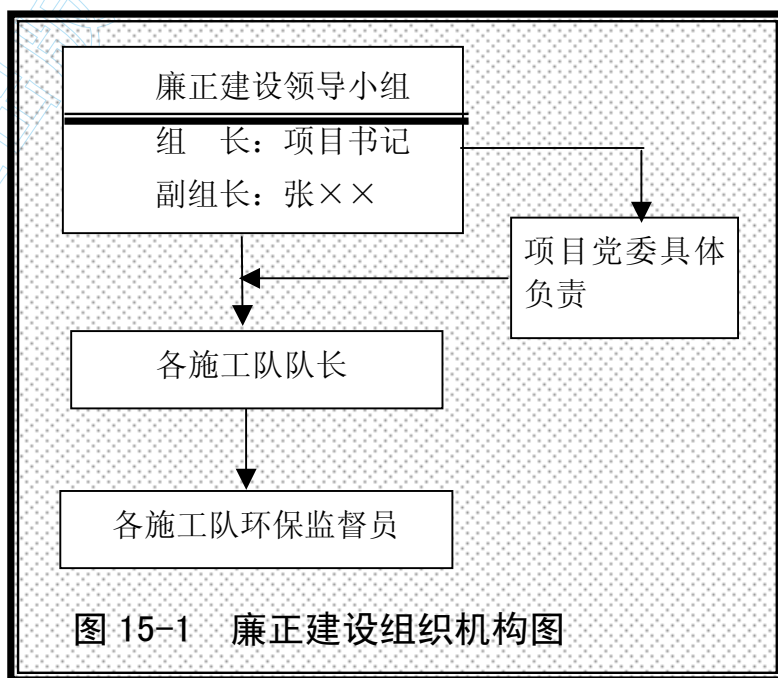 廉正建设领导小组
组　长：项目书记
副组长：张××
项目党委具体
负责
各施工队队长
各施工队环保监督员
图 15-1　廉正建设组织机构图